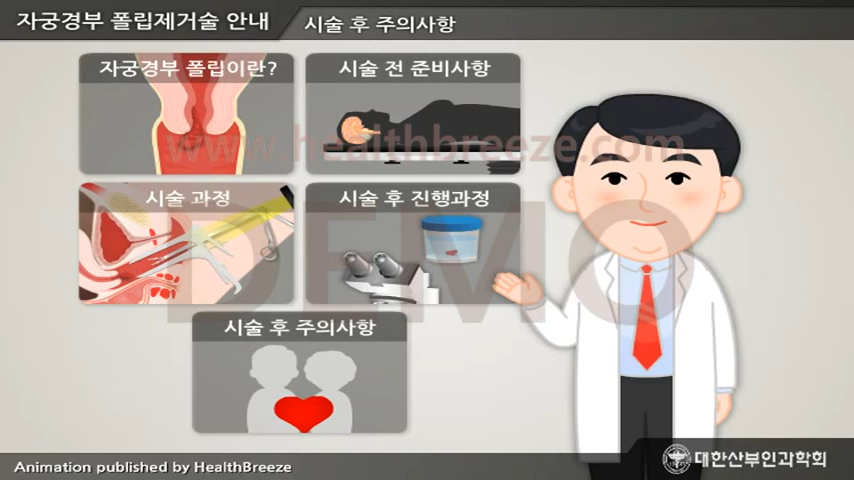 자궁경부 폴립제거술 안내
시술 후 주의사항
자궁경부 폴립이란?
시술 전 준비사항
www.healthbreeze.com
시술 과정
시술 후 진행과정
DEMO
시술 후 주의사항
Animation published by HealthBreeze
대한산부인과학회